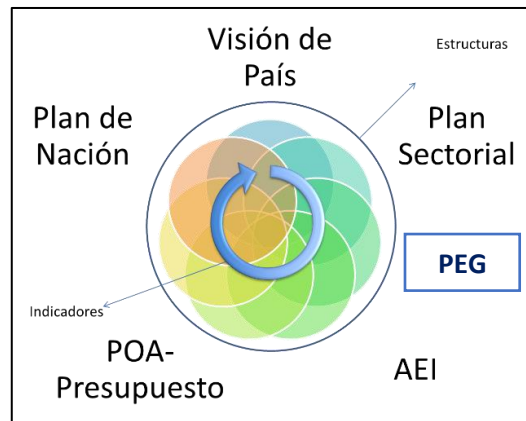 Visión de
País
Estructuras
Plan de
Nación
Plan
Sectorial
PEG
Indicadores
POA-
Presupuesto
AEI